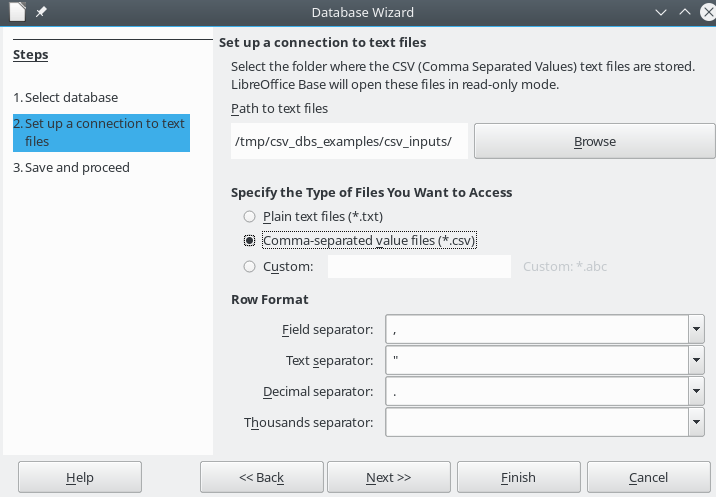 Database Wizard
Steps
1. Select database
2. Set up a connection to text
files
3. Save and proceed
Set up a connection to text files
Select the folder where the CSV (Comma Separated Values) text files are stored.
LibreOffice Base will open these files in read-only mode.
Path to text files
/tmp/csv_dbs_examples/csv_inputs/
Browse
Specify the Type of Files You Want to Access
Plain text files (*.txt)
Comma-separated value files (*.csv)
Custom:
Custom: *.abc
Row Format
Field separator: ,
Text separator: "
Decimal separator: .
Thousands separator:
Help
<< Back
Next >>
Finish
Cancel